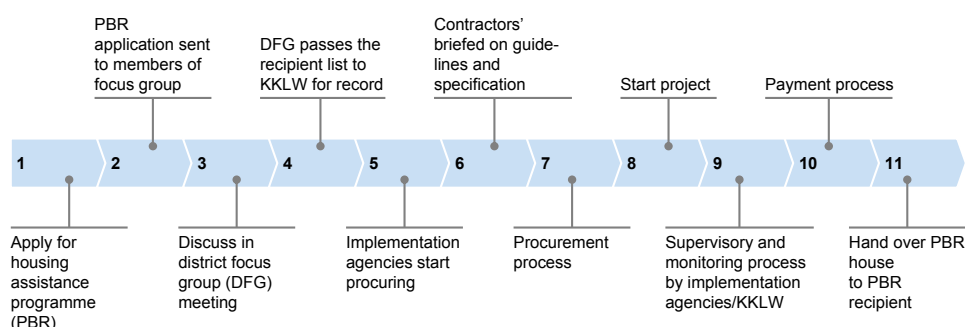 PBR
application sent
to members of
focus group
DFG passes the
recipient list to
KKLW for record
Contractors’
briefed on guide-
lines and
specification
Start project
Payment process
1
2
3
4
5
6
7
8
9
10
11
Apply for
housing
assistance
programme
(PBR)
Discuss in
district focus
group (DFG)
meeting
Implementation
agencies start
procuring
Procurement
process
Supervisory and
monitoring process
by implementation
agencies/KKLW
Hand over PBR
house
to PBR
recipient